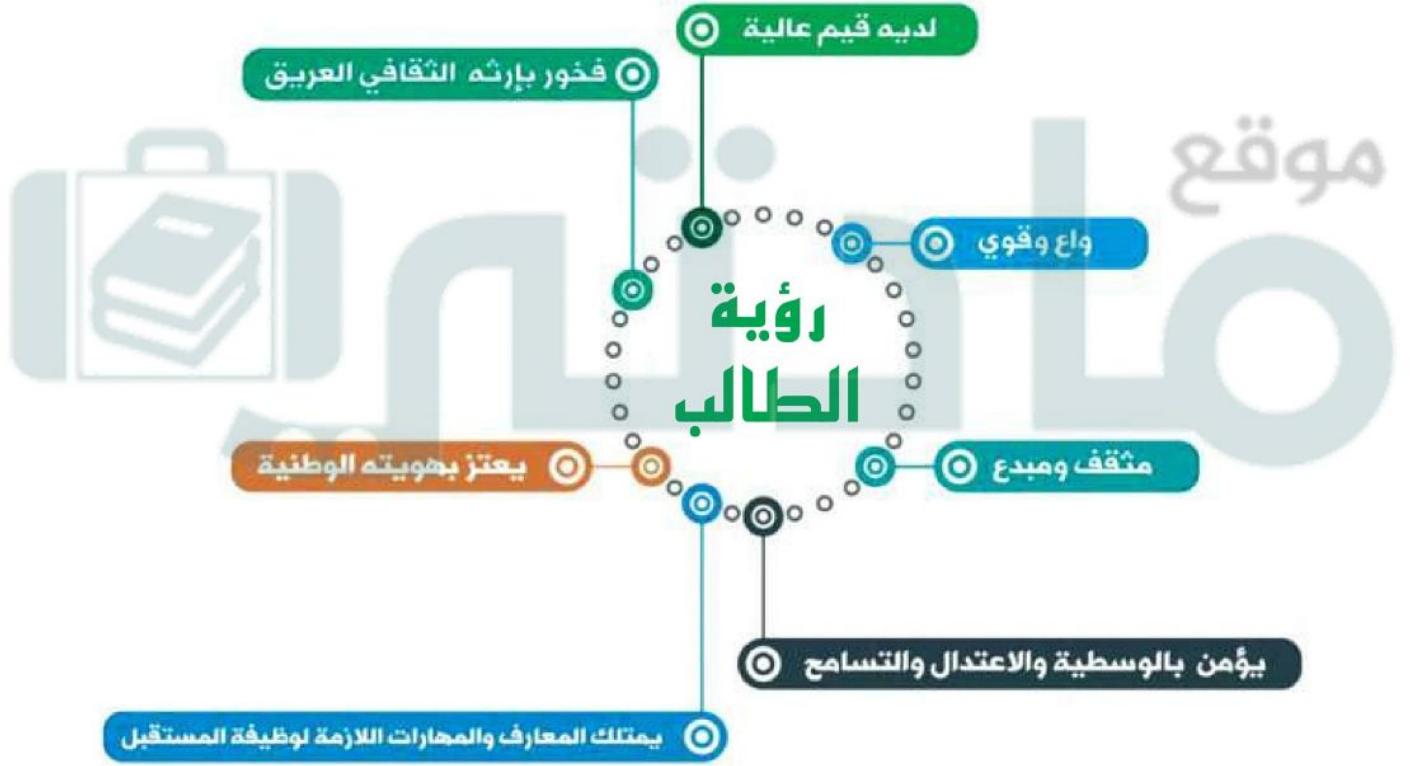 لديه قيم عالية
فخور بإرثه الثقافي العريق
موقع
مادتي
واع وقوي
رؤية
الطالب
مثقف ومبدع
يعتز بهويته الوطنية
يؤمن بالوسطية والاعتدال والتسامح
يمتلك المعارف والمهارات اللازمة لوظيفة المستقبل